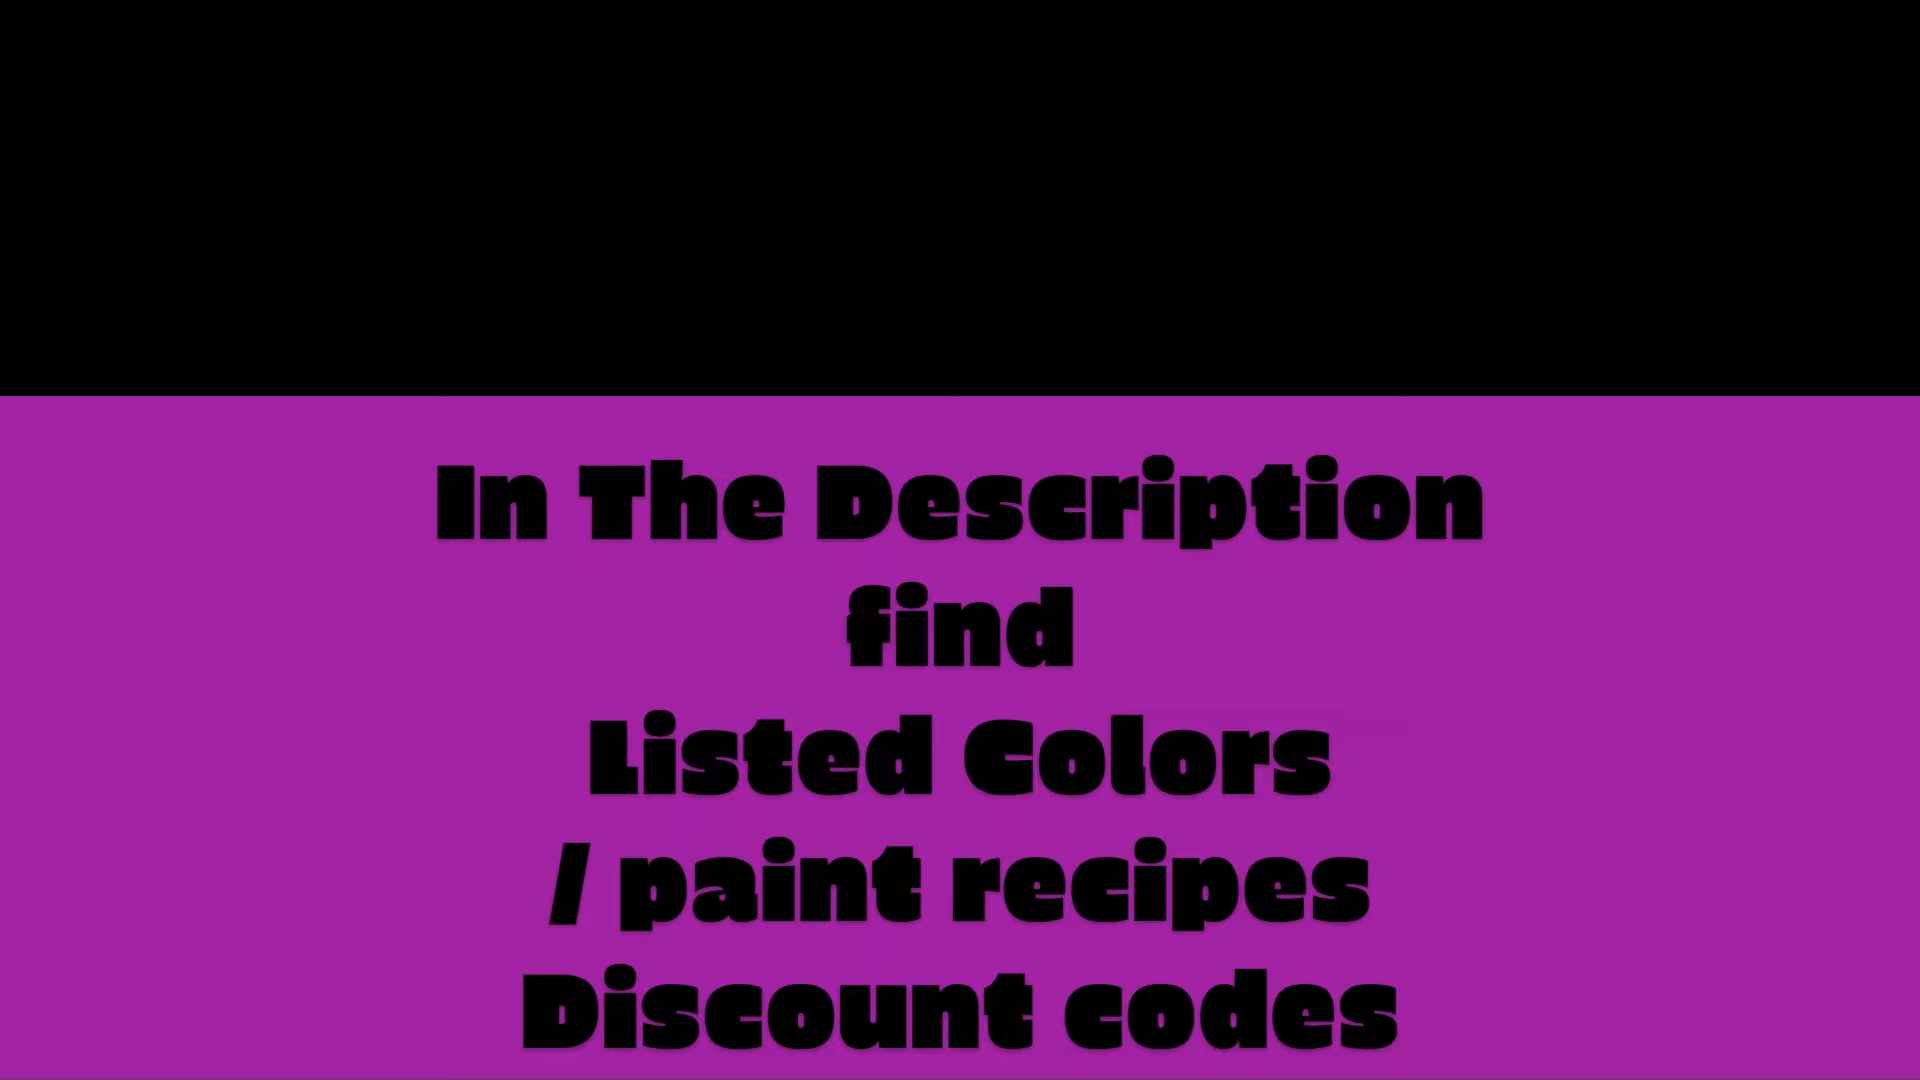 In The Description
find
Listed Colors
/ paint recipes
Discount codes